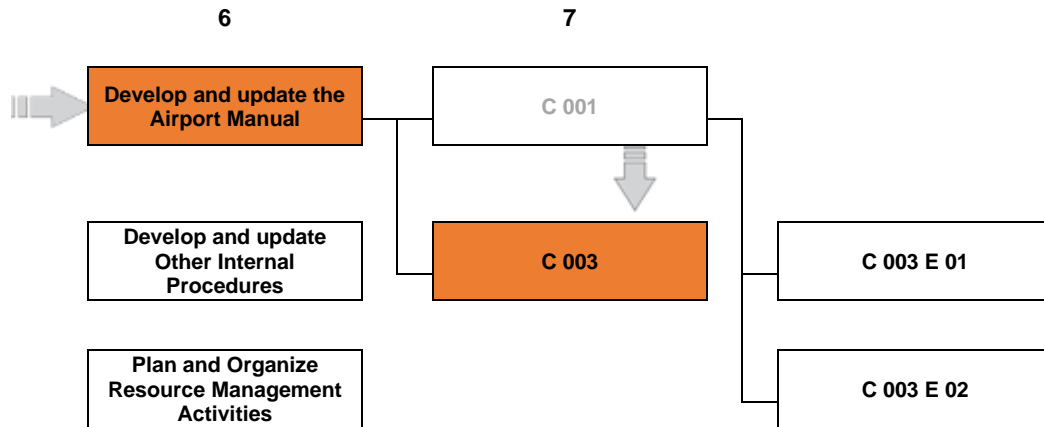 6
7
Develop and update the
Airport Manual
C 001
Develop and update
Other Internal
Procedures
C 003
C 003 E 01
Plan and Organize
Resource Management
Activities
C 003 E 02